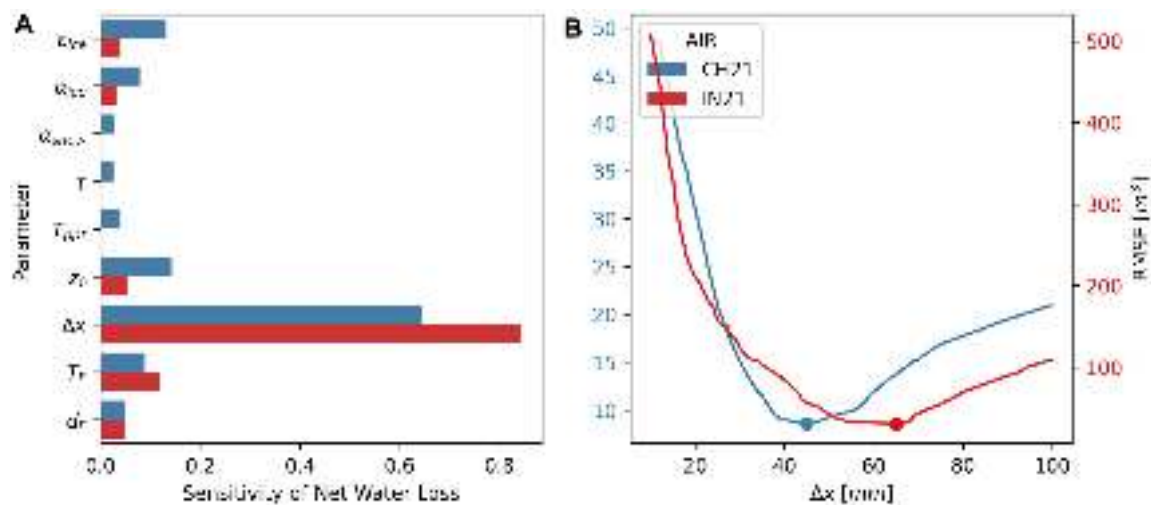 A
Parameter
Δx
0.0 0.2 0.4 0.6 0.8
Sensitivity of Net Water Loss
B
AIR
CH21
IN21
50
45
40
35
30
25
20
15
10
500
400
300
200
100
20 40 60 80 100
Δx [mm]